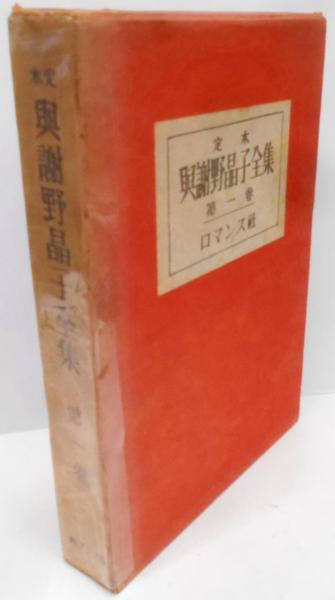 定本
與謝野晶子全集
第一卷
ロマンス社
定本
與謝野晶子全集
第一卷